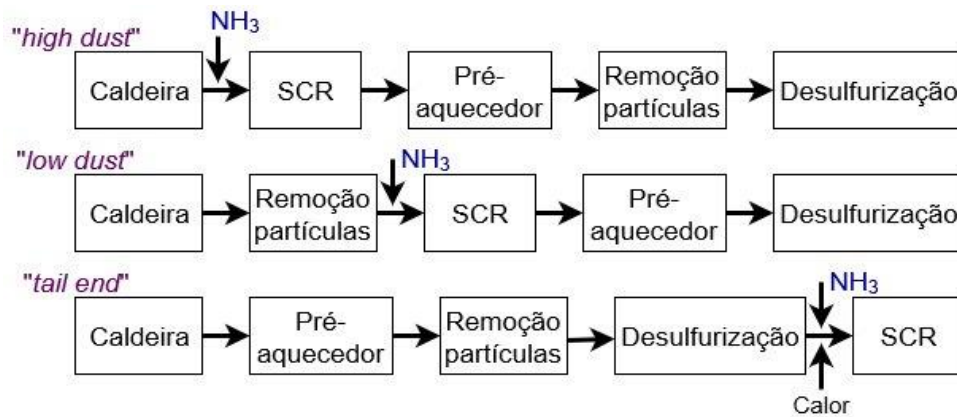 NH₃
"high dust"
Caldeira
SCR
Pré-
aquecedor
Remoção
partículas
Desulfurização
"low dust"
NH₃
Caldeira
Remoção
partículas
SCR
Pré-
aquecedor
Desulfurização
"tail end"
NH₃
Caldeira
Pré-
aquecedor
Remoção
partículas
Desulfurização
SCR
Calor